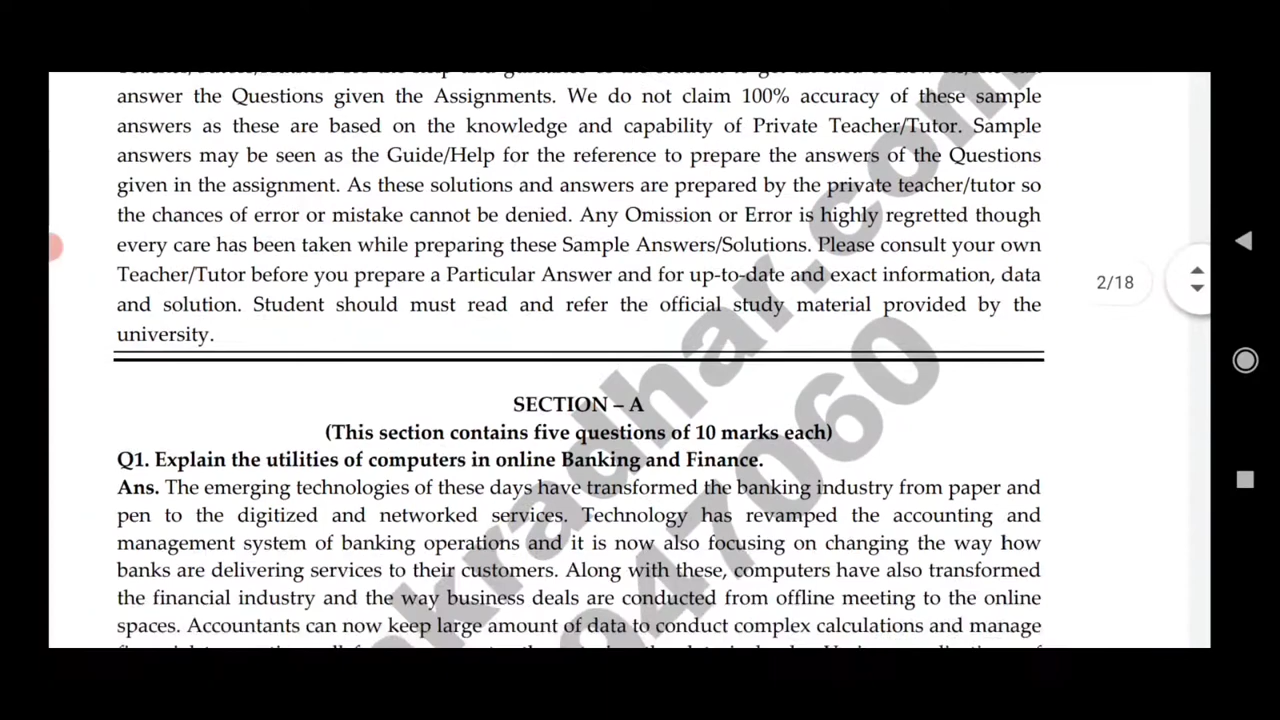 answer the Questions given the Assignments. We do not claim 100% accuracy of these sample
answers as these are based on the knowledge and capability of Private Teacher/Tutor. Sample
answers may be seen as the Guide/Help for the reference to prepare the answers of the Questions
given in the assignment. As these solutions and answers are prepared by the private teacher/tutor so
the chances of error or mistake cannot be denied. Any Omission or Error is highly regretted though
every care has been taken while preparing these Sample Answers/Solutions. Please consult your own
Teacher/Tutor before you prepare a Particular Answer and for up-to-date and exact information, data
and solution. Student should must read and refer the official study material provided by the
university.
2/18
SECTION – A
(This section contains five questions of 10 marks each)
Q1. Explain the utilities of computers in online Banking and Finance.
Ans. The emerging technologies of these days have transformed the banking industry from paper and
pen to the digitized and networked services. Technology has revamped the accounting and
management system of banking operations and it is now also focusing on changing the way how
banks are delivering services to their customers. Along with these, computers have also transformed
the financial industry and the way business deals are conducted from offline meeting to the online
spaces. Accountants can now keep large amount of data to conduct complex calculations and manage
kradhar.com
947060